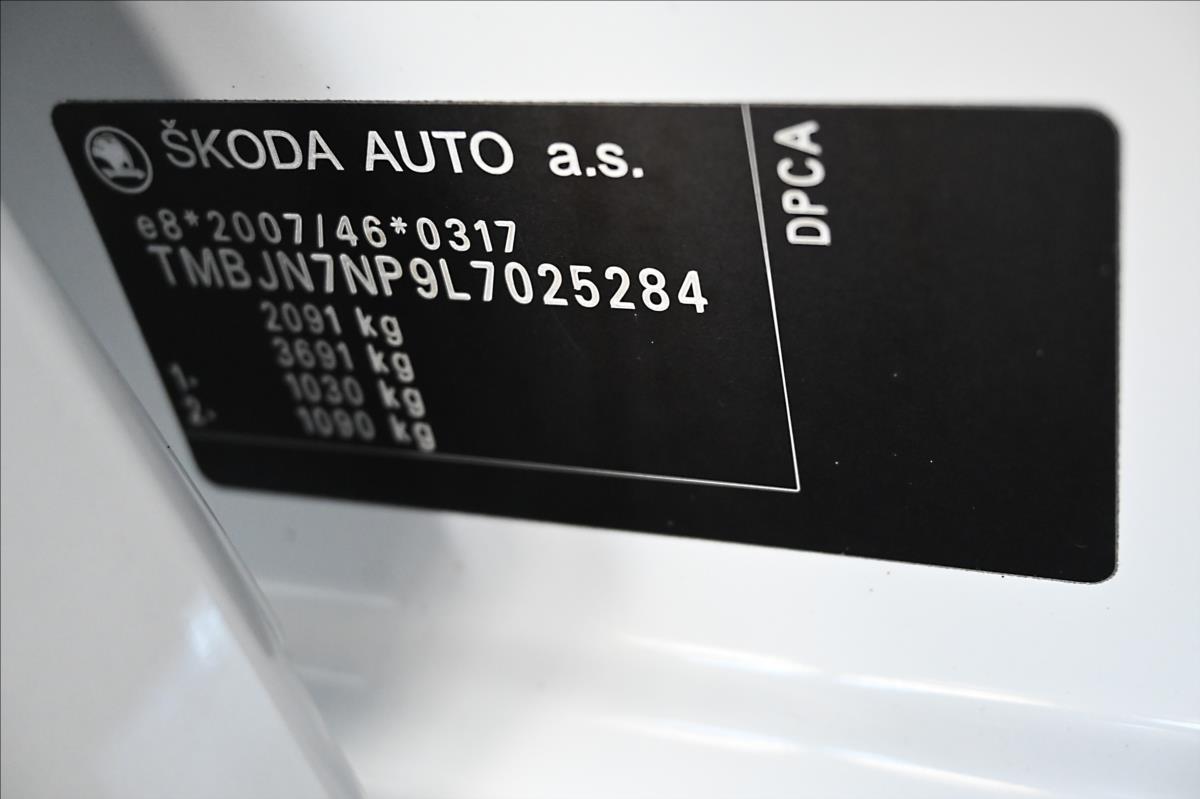 ŠKODA AUTO a.s.
e8*2007/46*0317
TMBJN7NP9L7025284
2091 kg
3691 kg
1. 1030 kg
2. 1090 kg
DPCA